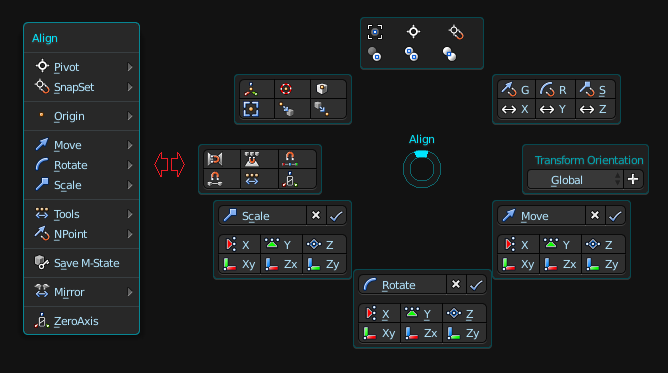 Align
Pivot
SnapSet
Origin
Move
Rotate
Scale
Tools
NPoint
Save M-State
Mirror
ZeroAxis
G R S
X Y Z
Align
Transform Orientation
Global
Scale
X Y Z
Xy Zx Zy
Rotate
X Y Z
Xy Zx Zy
Move
X Y Z
Xy Zx Zy